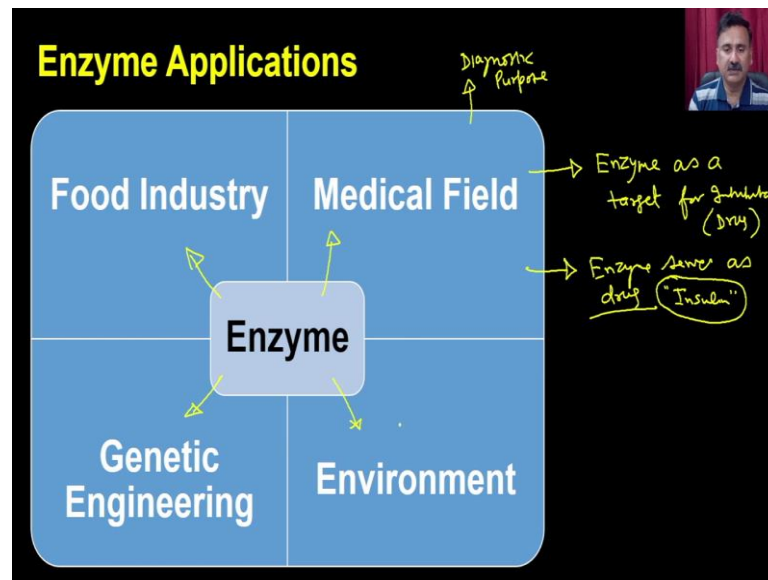 Enzyme Applications
Diagnostic
Purpose
Food Industry
Medical Field
Enzyme as a
target for
(Drug)
Enzyme serves as
drug "Insulin"
Enzyme
Genetic
Engineering
Environment